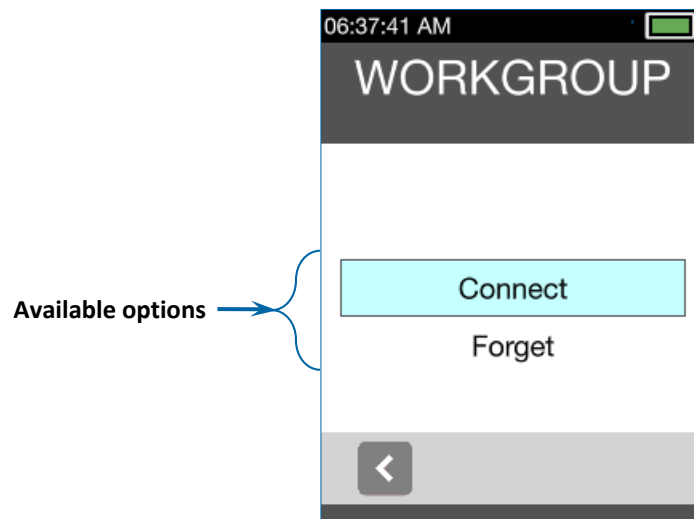 06:37:41 AM
WORKGROUP
Available options
Connect
Forget